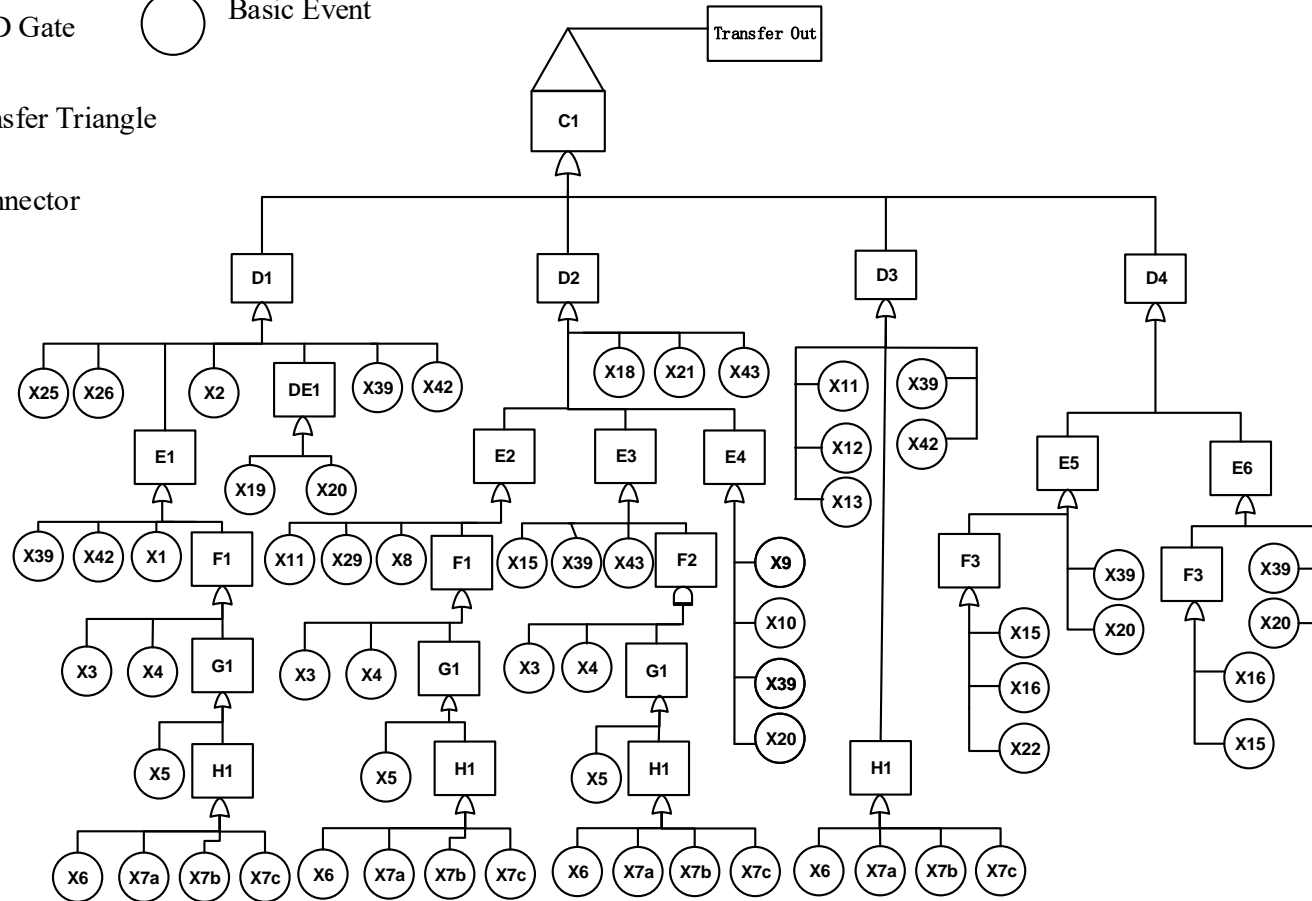 D Gate
Basic Event
Transfer Out
nsfer Triangle
C1
nnector
D1
D2
D3
D4
X25
X26
X2
DE1
X39
X42
X18
X21
X43
X11
X39
X12
X42
X13
E1
X19
X20
E2
E3
E4
E5
E6
X39
X42
X1
F1
X11
X29
X8
F1
X15
X39
X43
F2
X9
X10
X39
X20
F3
X39
X20
F3
X39
X20
X3
X4
G1
X3
X4
G1
X3
X4
G1
X15
X16
X22
X16
X15
X5
H1
X5
H1
X5
H1
H1
X6
X7a
X7b
X7c
X6
X7a
X7b
X7c
X6
X7a
X7b
X7c
X6
X7a
X7b
X7c